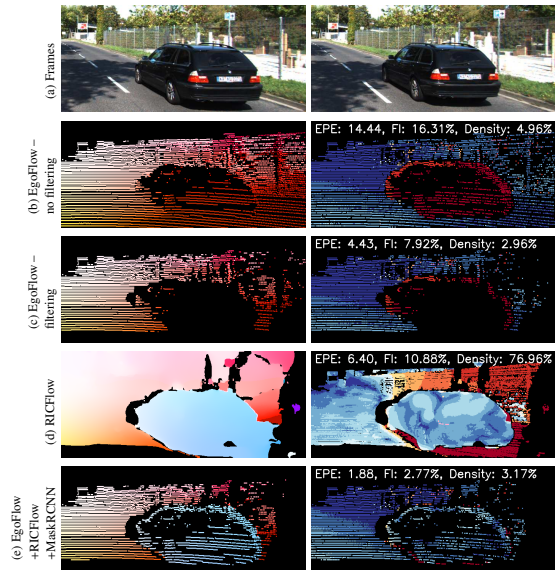 (a) Frames
(b) EgoFlow –
no filtering
EPE: 14.44, Fl: 16.31%, Density: 4.96%
(c) EgoFlow –
filtering
EPE: 4.43, Fl: 7.92%, Density: 2.96%
(d) RICFlow
EPE: 6.40, Fl: 10.88%, Density: 76.96%
(e) EgoFlow
+RICFlow
+MaskRCNN
EPE: 1.88, Fl: 2.77%, Density: 3.17%